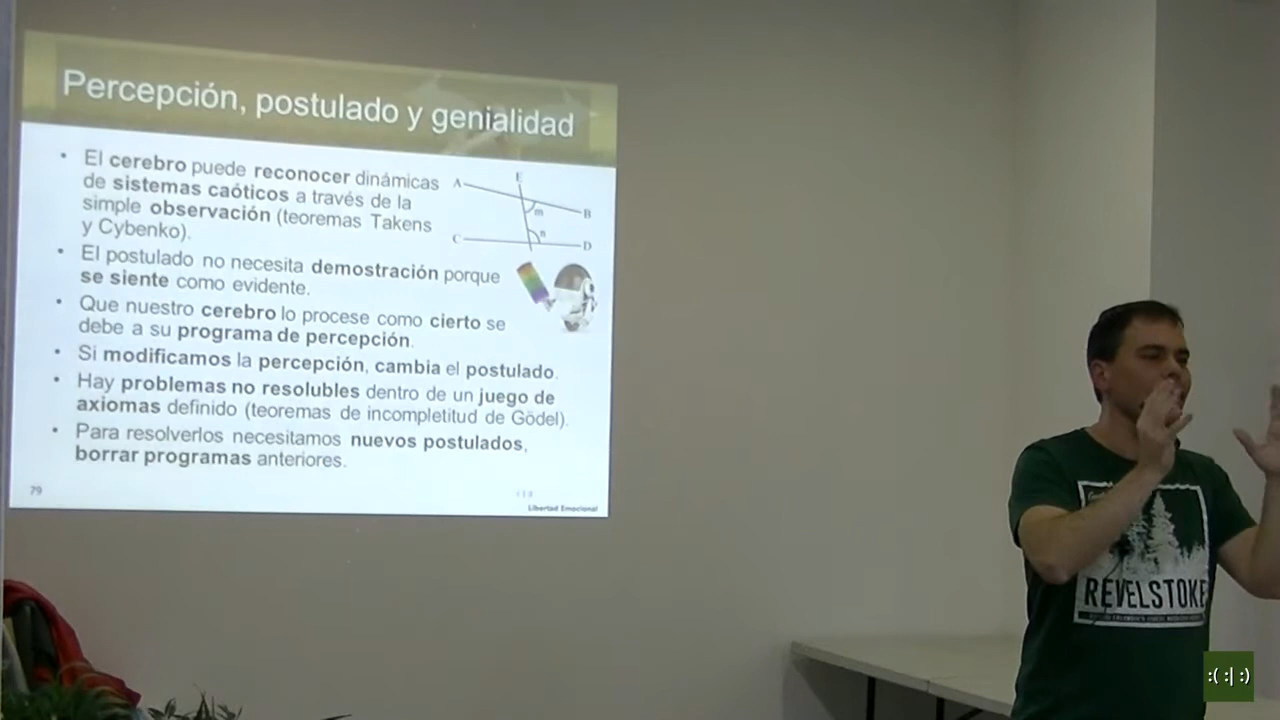 Percepción, postulado y genialidad
• El cerebro puede reconocer dinámicas
de sistemas caóticos a través de la
simple observación (teoremas Takens
y Cybenko).
• El postulado no necesita demostración porque
se siente como evidente.
• Que nuestro cerebro lo procese como cierto se
debe a su programa de percepción.
• Si modificamos la percepción, cambia el postulado.
• Hay problemas no resolubles dentro de un juego de
axiomas definido (teoremas de incompletitud de Gödel).
• Para resolverlos necesitamos nuevos postulados,
borrar programas anteriores.
A
E
B
m
n
C
D
79
Libertad Emocional
REVELSTOKE
:( :| :)